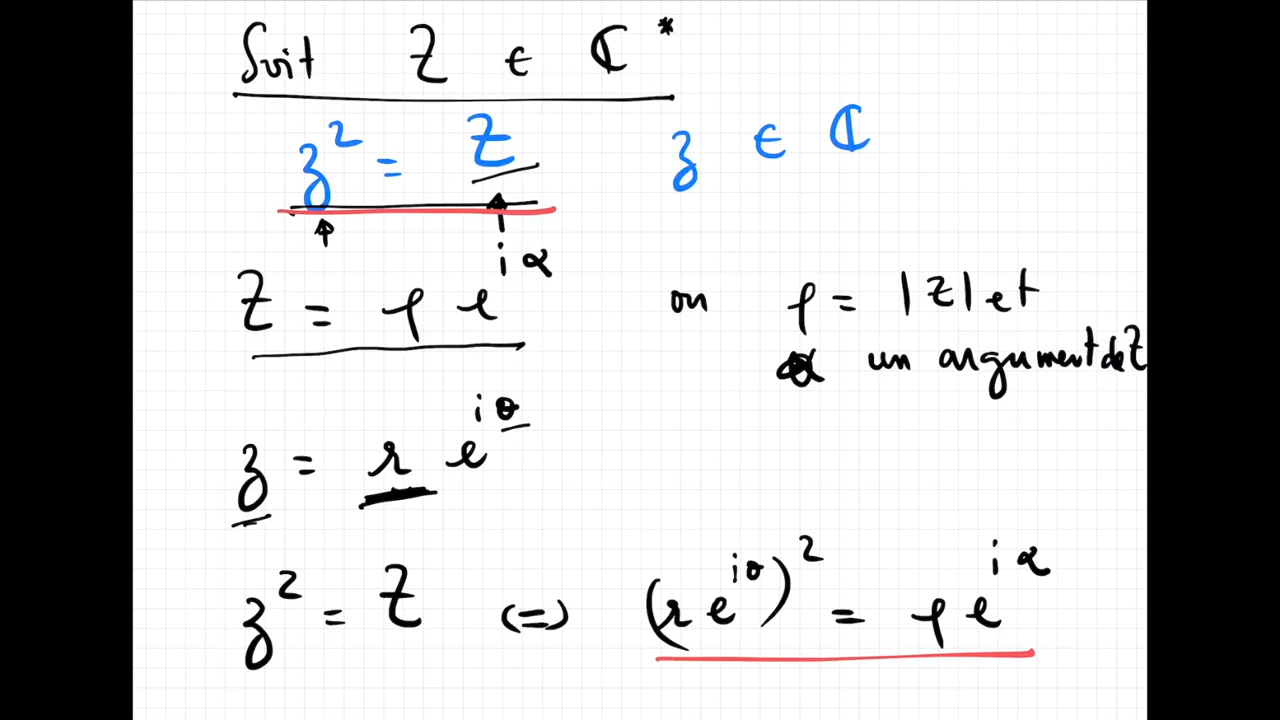 Soit Z ∈ ℂ*
z² = Z z ∈ ℂ
Z = ρ e^{iα} où ρ = |Z| et
α un argument de Z
z = r e^{iθ}
z² = Z (=) (r e^{iθ})² = ρ e^{iα}